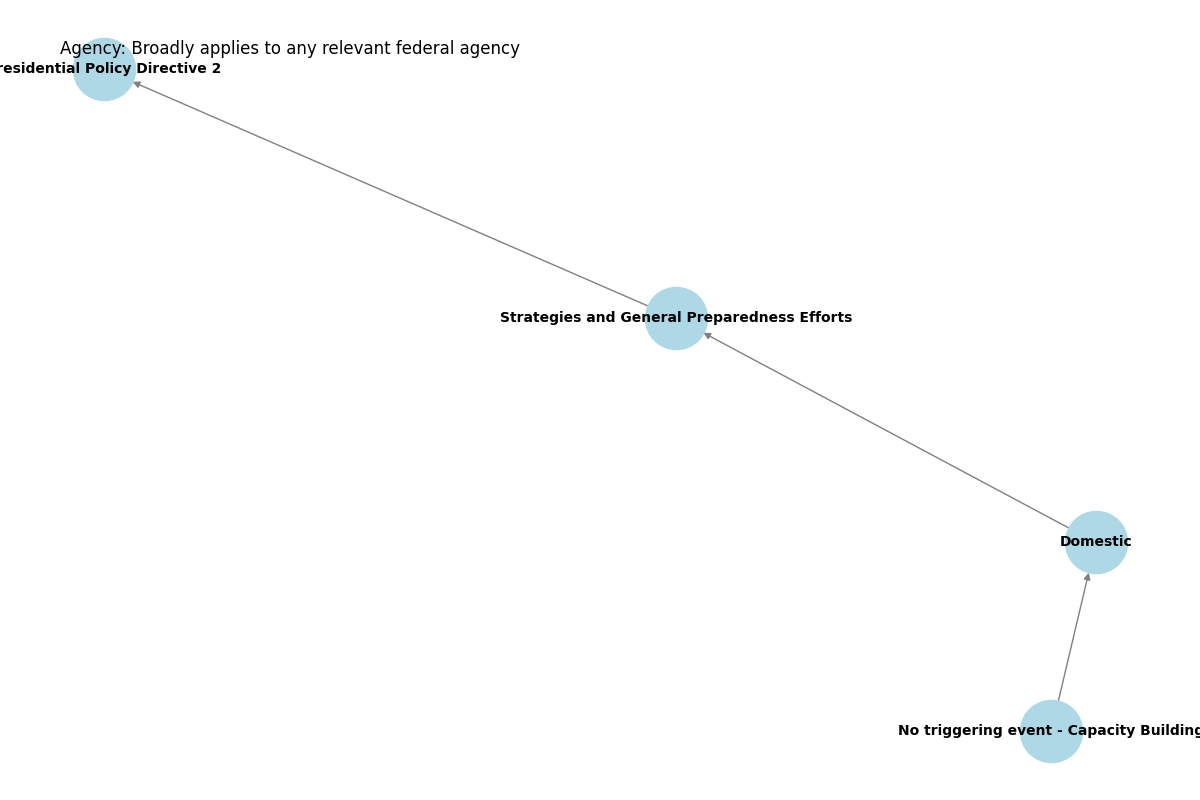 Agency: Broadly applies to any relevant federal agency
residential Policy Directive 2
Strategies and General Preparedness Efforts
Domestic
No triggering event - Capacity Building